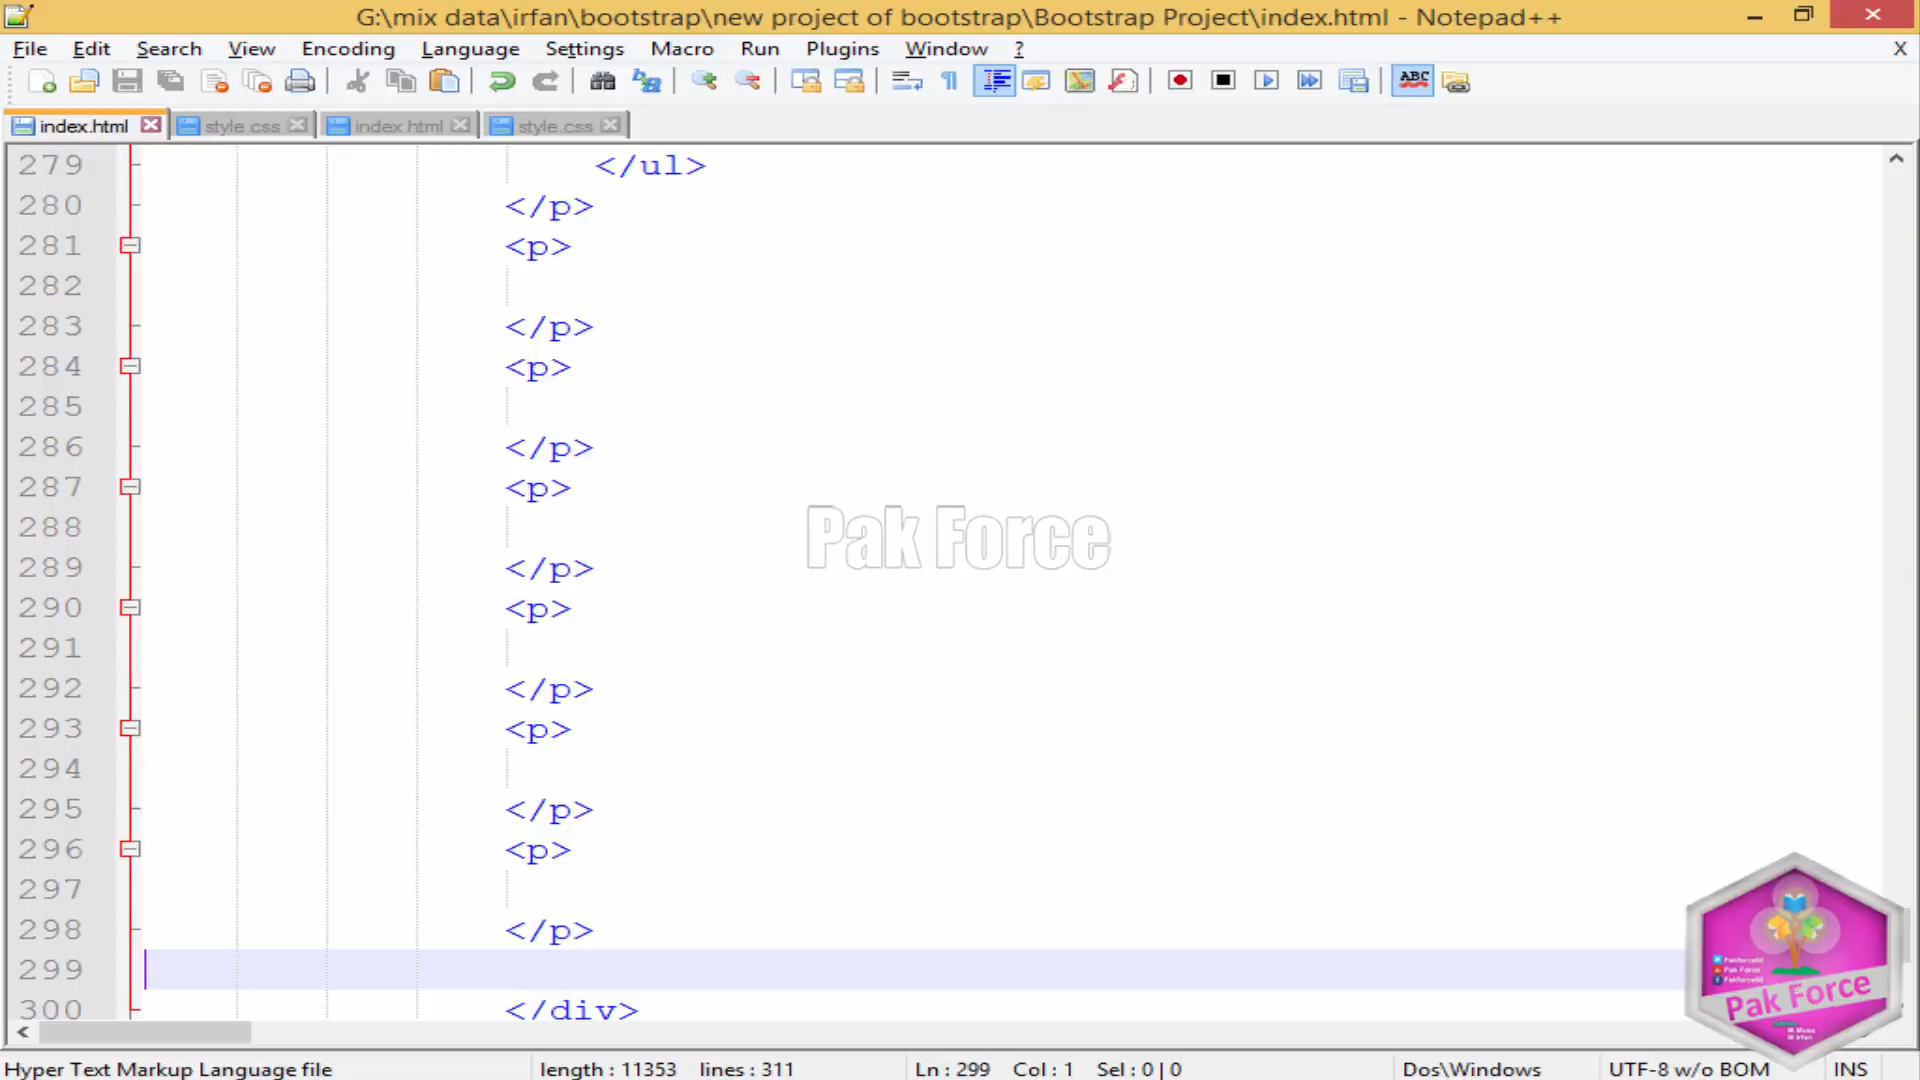 G:\mix data\irfan\bootstrap\new project of bootstrap\Bootstrap Project\index.html - Notepad++
File Edit Search View Encoding Language Settings Macro Run Plugins Window ? X
ABC
index.html style.css index.html style.css
279 </ul>
280 </p>
281 <p>
282
283 </p>
284 <p>
285
286 </p>
287 <p>
288
289 </p>
290 <p>
291
292 </p>
293 <p>
294
295 </p>
296 <p>
297
298 </p>
299
300 </div>
Pak Force
Pak Force
Pak Force
Hyper Text Markup Language file length : 11353 lines : 311 Ln : 299 Col : 1 Sel : 0 | 0 Dos\Windows UTF-8 w/o BOM INS